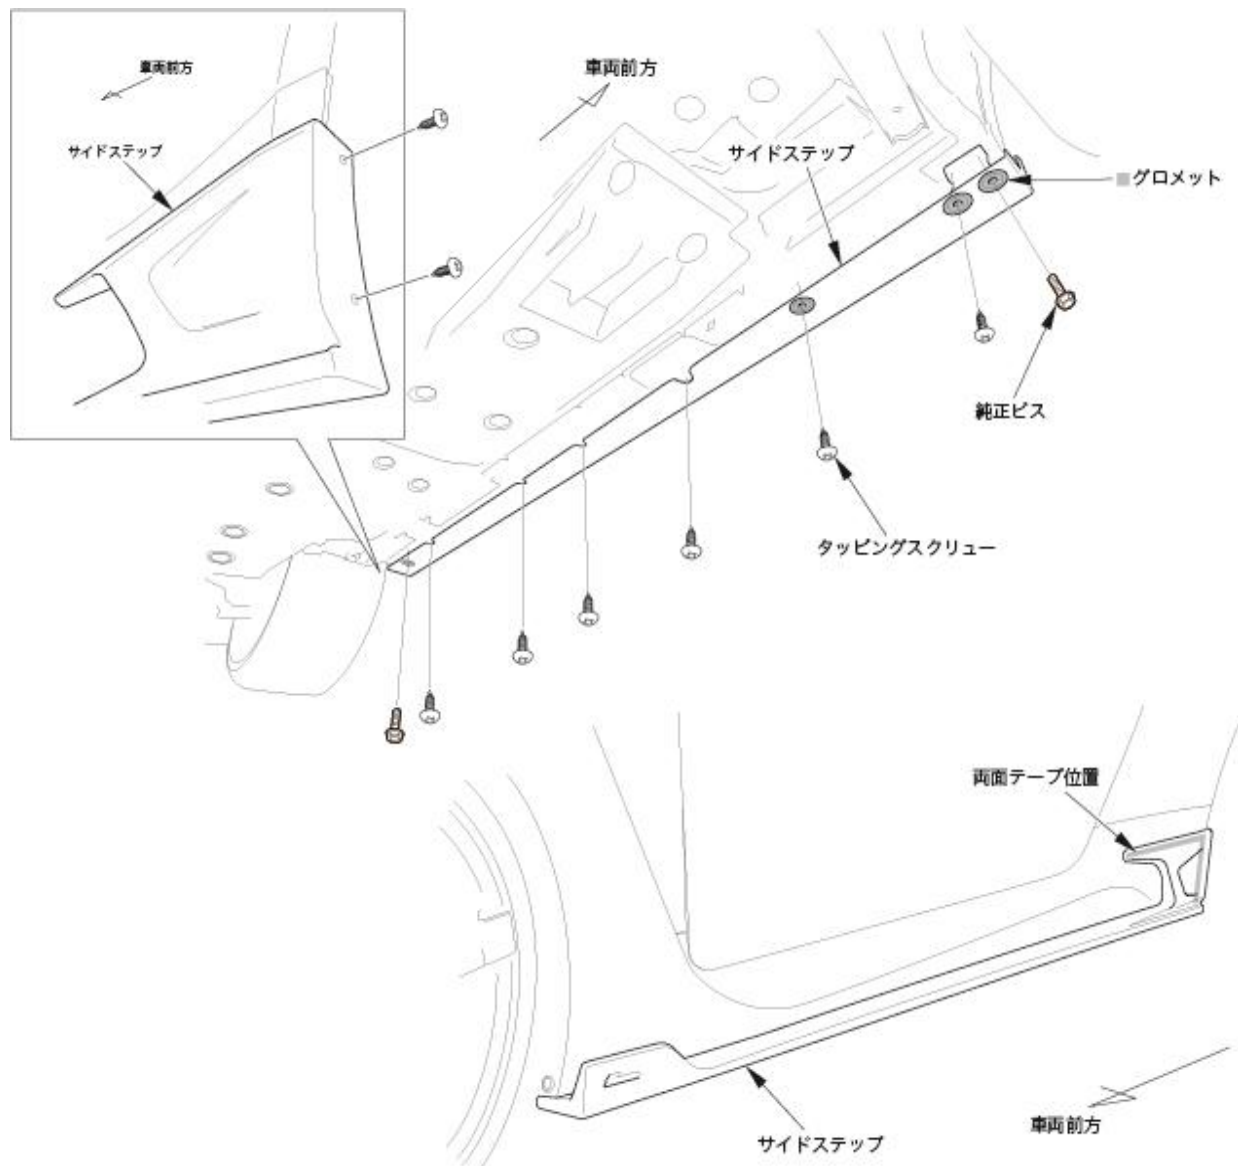 車両前方
サイドステップ
車両前方
サイドステップ
■グロメット
純正ビス
タッピングスクリュー
両面テープ位置
サイドステップ
車両前方